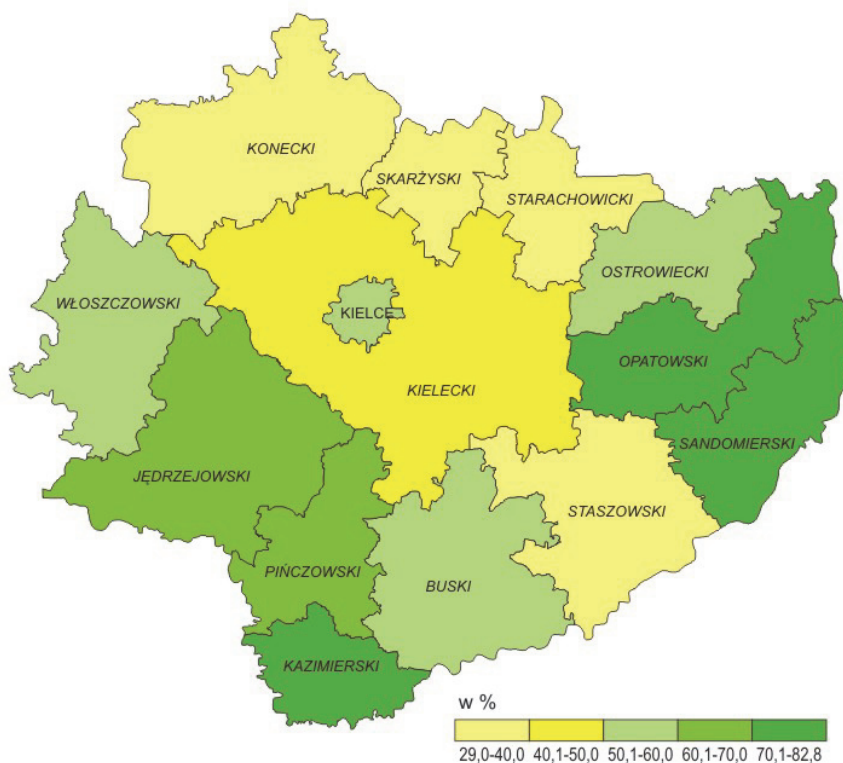 KONECKI
SKARŻYSKI
STARACHOWICKI
OSTROWIECKI
WŁOSZCZOWSKI
KIELCE
OPATOWSKI
KIELECKI
SANDOMIERSKI
JĘDRZEJOWSKI
STASZOWSKI
PIŃCZOWSKI
BUSKI
KAZIMIERSKI
w %
29,0-40,0 40,1-50,0 50,1-60,0 60,1-70,0 70,1-82,8